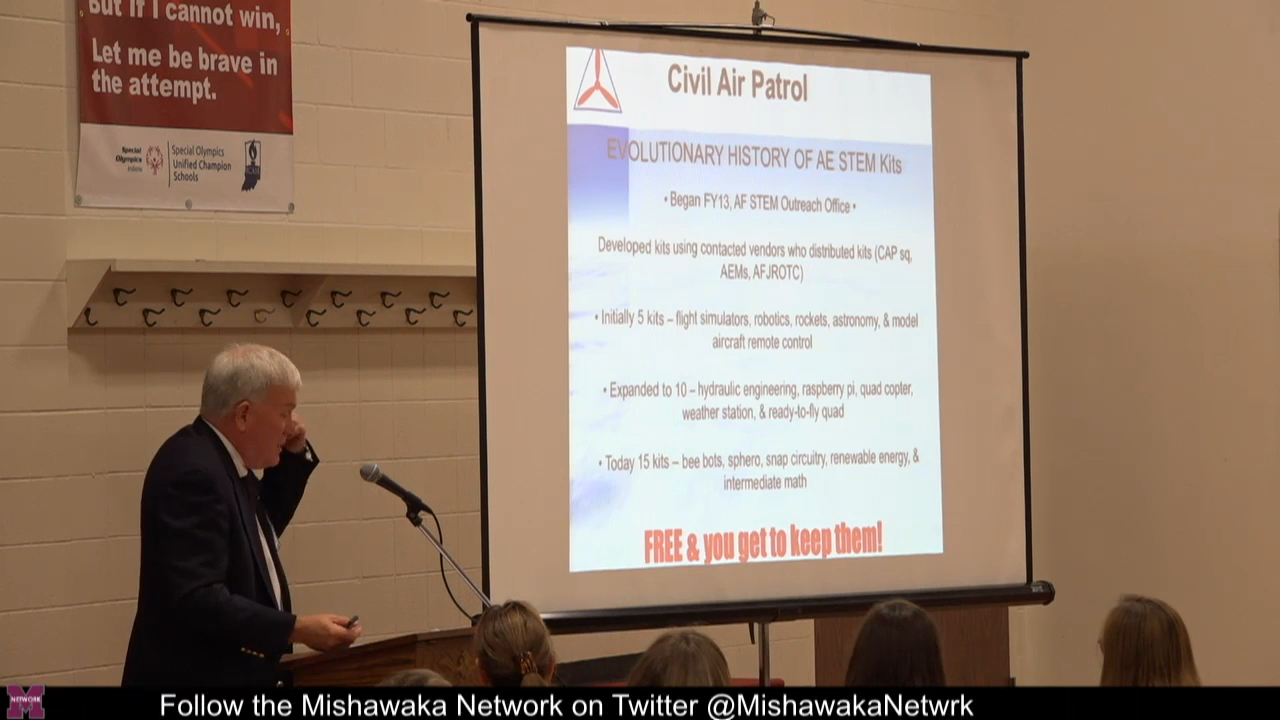 But if I cannot win,
Let me be brave in
the attempt.
Special
Olympics
Indiana
Special Olympics
Unified Champion
Schools
Civil Air Patrol
EVOLUTIONARY HISTORY OF AE STEM Kits
• Began FY13, AF STEM Outreach Office •
Developed kits using contacted vendors who distributed kits (CAP sq,
AEMs, AFJROTC)
• Initially 5 kits – flight simulators, robotics, rockets, astronomy, & model
aircraft remote control
• Expanded to 10 – hydraulic engineering, raspberry pi, quad copter,
weather station, & ready-to-fly quad
• Today 15 kits – bee bots, sphero, snap circuitry, renewable energy, &
intermediate math
FREE & you get to keep them!
M
NETWORK
Follow the Mishawaka Network on Twitter @MishawakaNetwrk